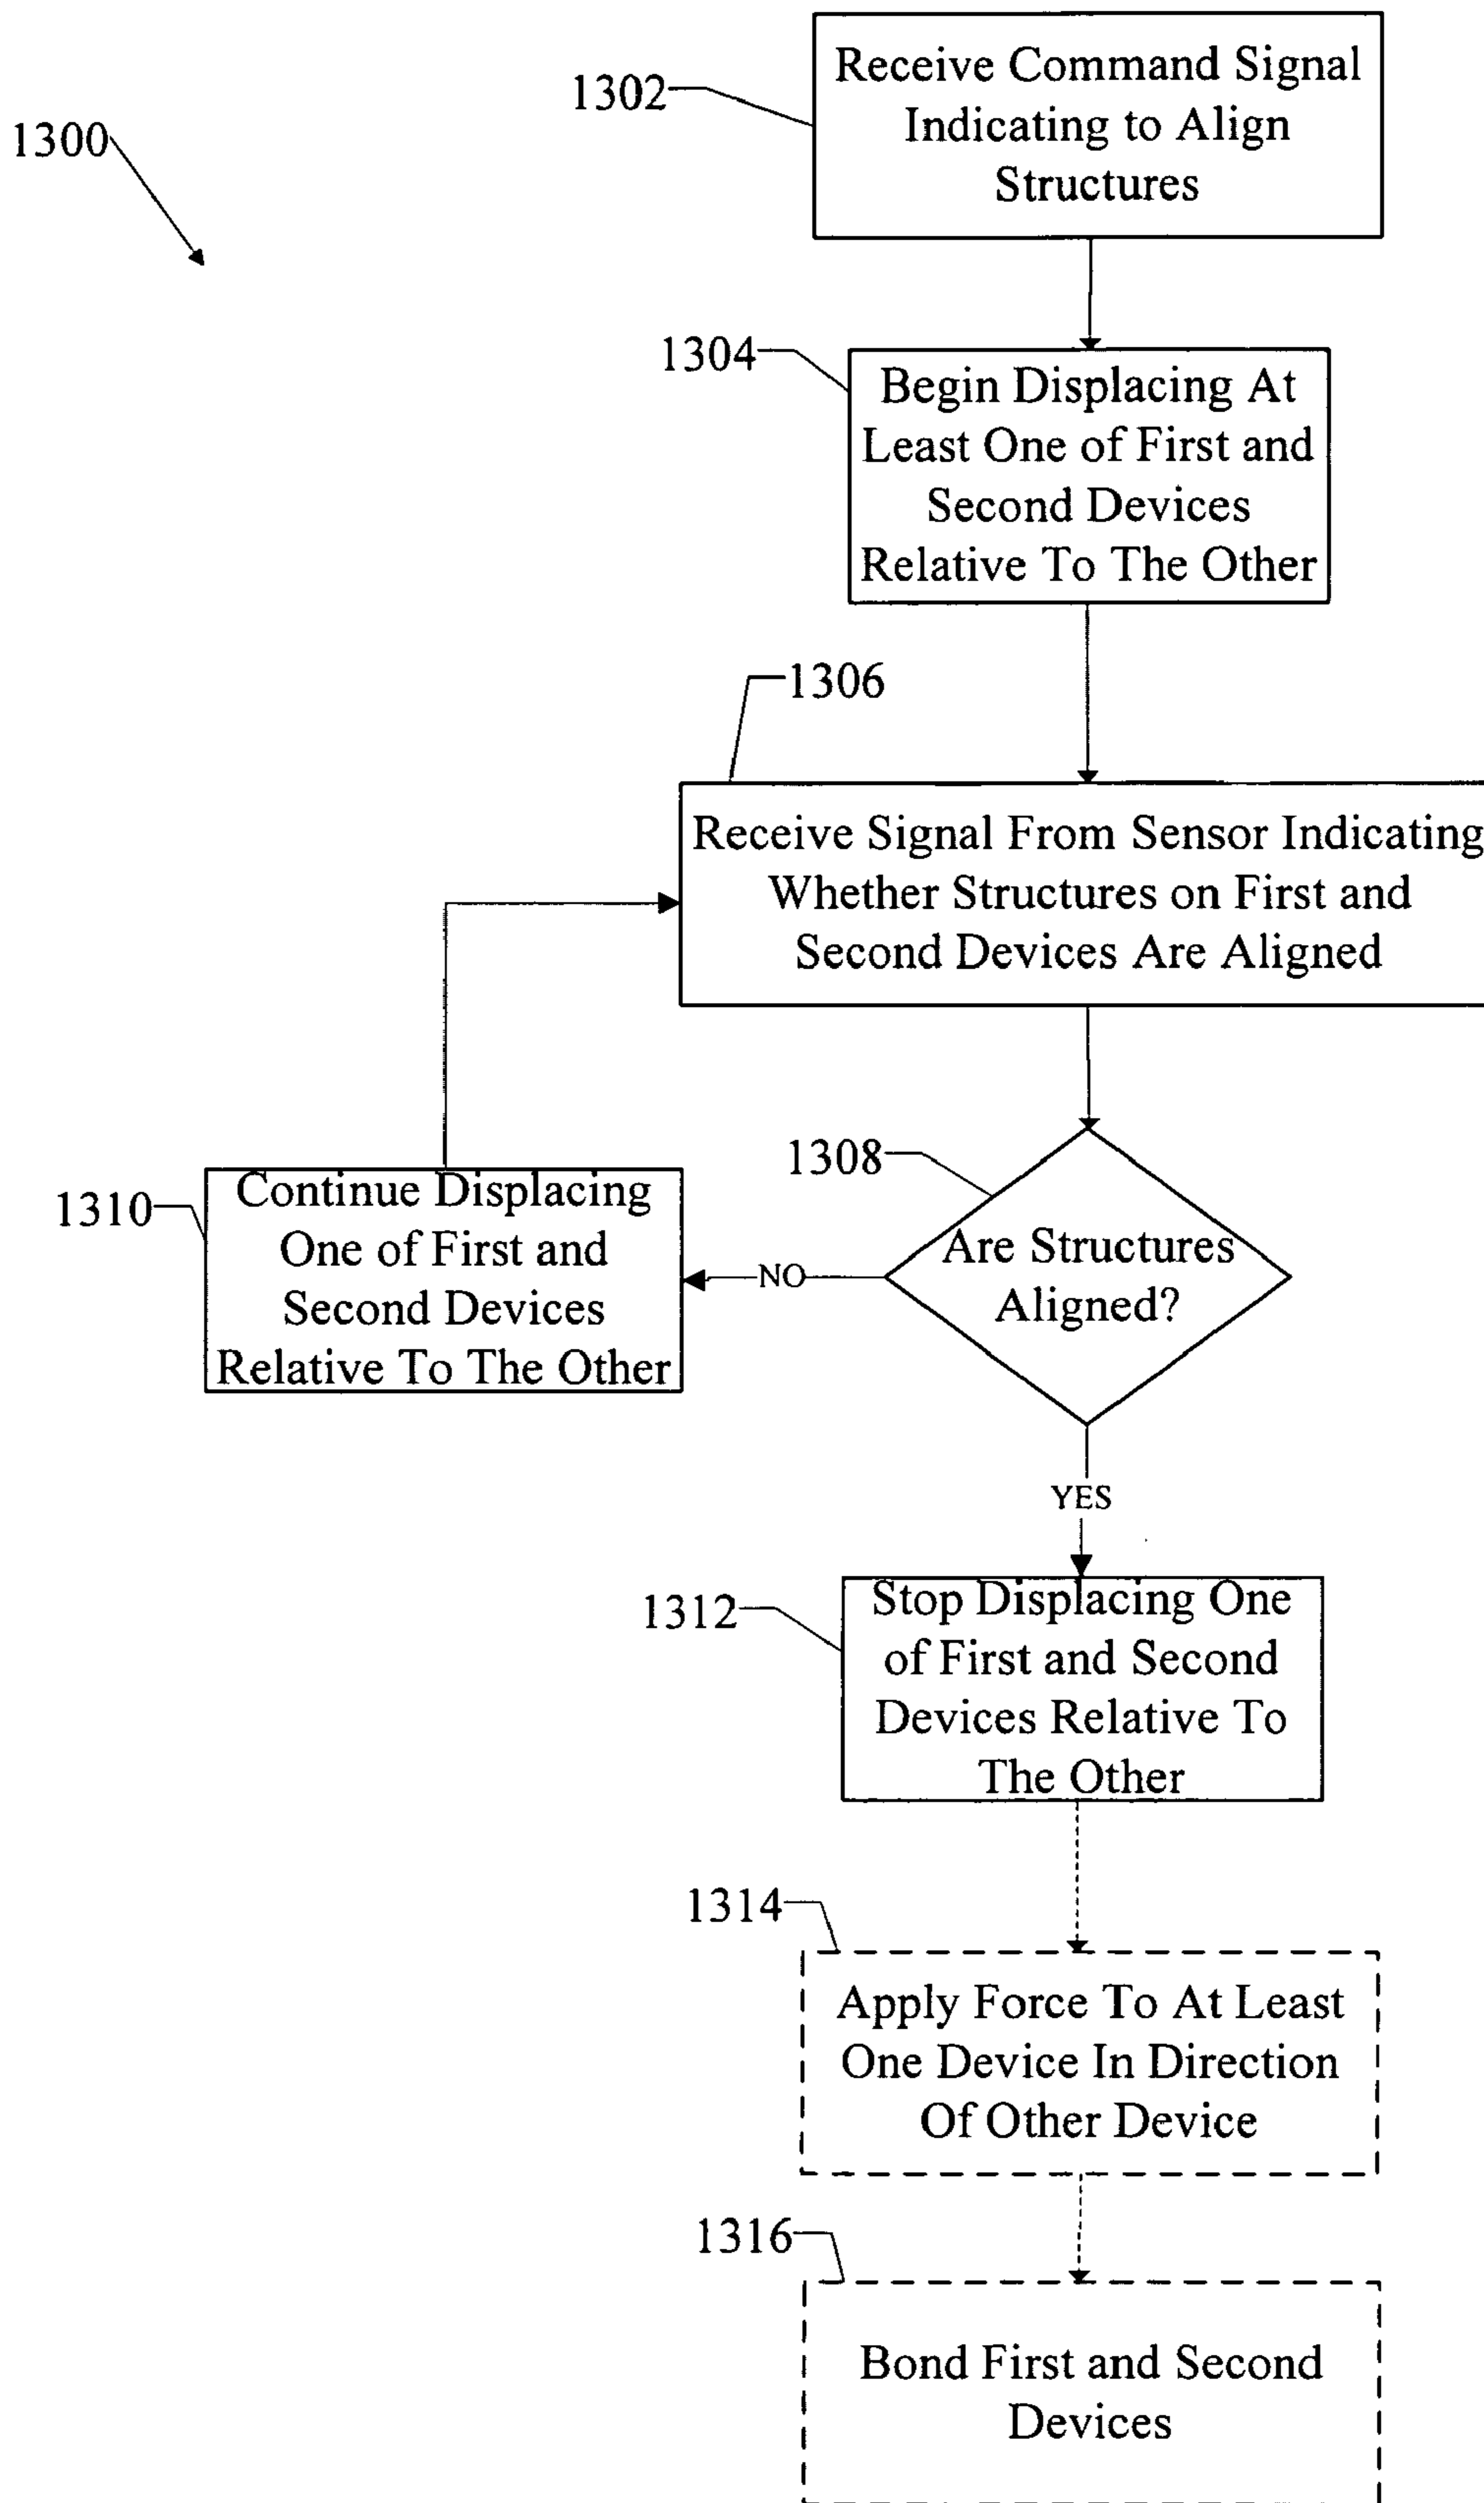 1302
Receive Command Signal
Indicating to Align
Structures
1300
1304
Begin Displacing At
Least One of First and
Second Devices
Relative To The Other
1306
Receive Signal From Sensor Indicating
Whether Structures on First and
Second Devices Are Aligned
1308
Are Structures
Aligned?
NO
1310
Continue Displacing
One of First and
Second Devices
Relative To The Other
YES
1312
Stop Displacing One
of First and Second
Devices Relative To
The Other
1314
Apply Force To At Least
One Device In Direction
Of Other Device
1316
Bond First and Second
Devices